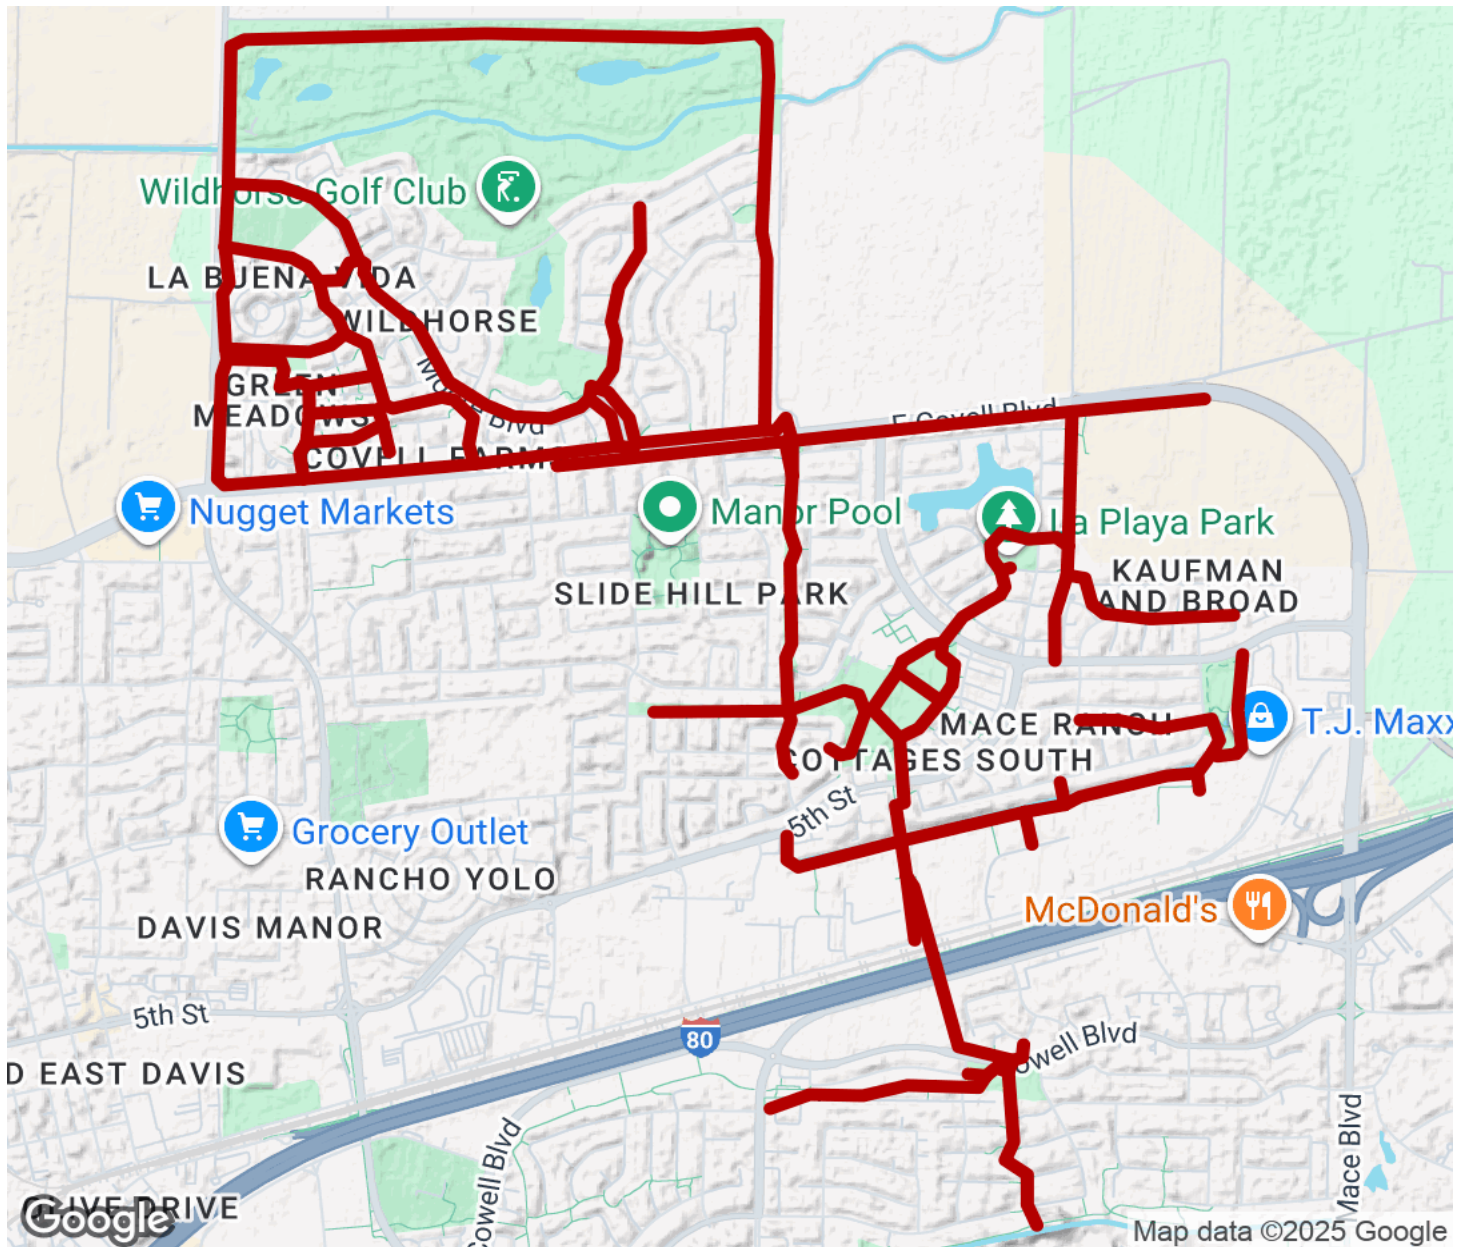 Wildhorse Golf Club
LA BUENA VIDA
WILDHORSE
GREEN
MEADOWS
E Covell Blvd
COVELL FARMS
Nugget Markets
Manor Pool
La Playa Park
KAUFMAN
AND BROAD
SLIDE HILL PARK
MACE RANCH
T.J. Maxx
COTTAGES SOUTH
5th St
Grocery Outlet
RANCHO YOLO
McDonald's
DAVIS MANOR
5th St
80
Cowell Blvd
D EAST DAVIS
Cowell Blvd
Mace Blvd
OLIVE DRIVE
Google
Map data ©2025 Google